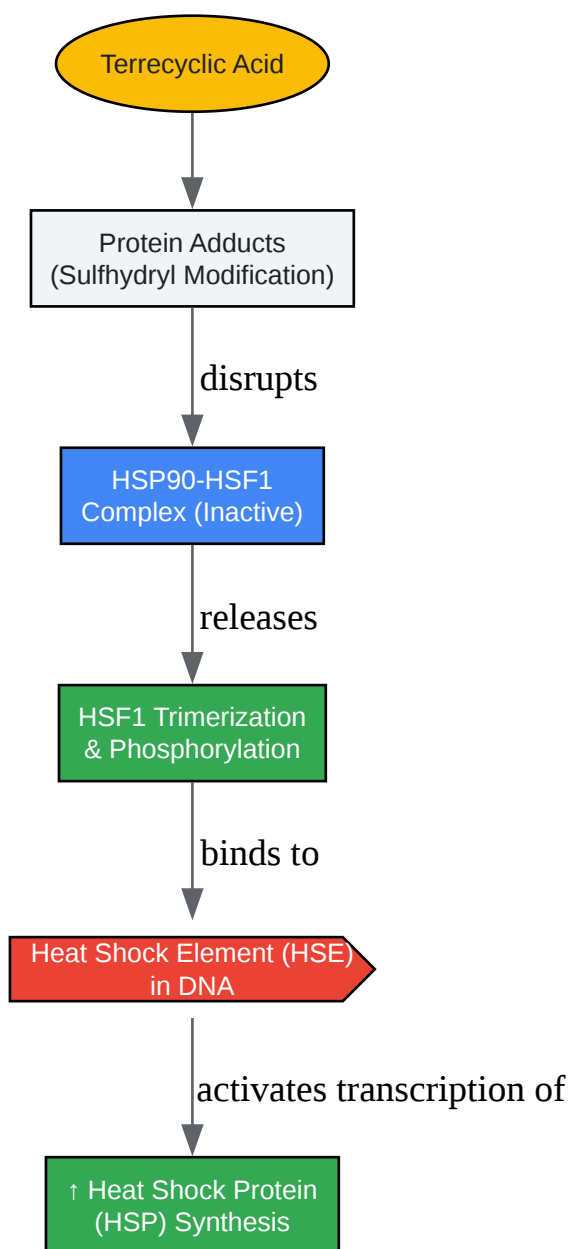 Terrecyclic Acid
Protein Adducts
(Sulfhydryl Modification)
disrupts
HSP90-HSF1
Complex (Inactive)
releases
HSF1 Trimerization
& Phosphorylation
binds to
Heat Shock Element (HSE)
in DNA
activates transcription of
↑ Heat Shock Protein
(HSP) Synthesis